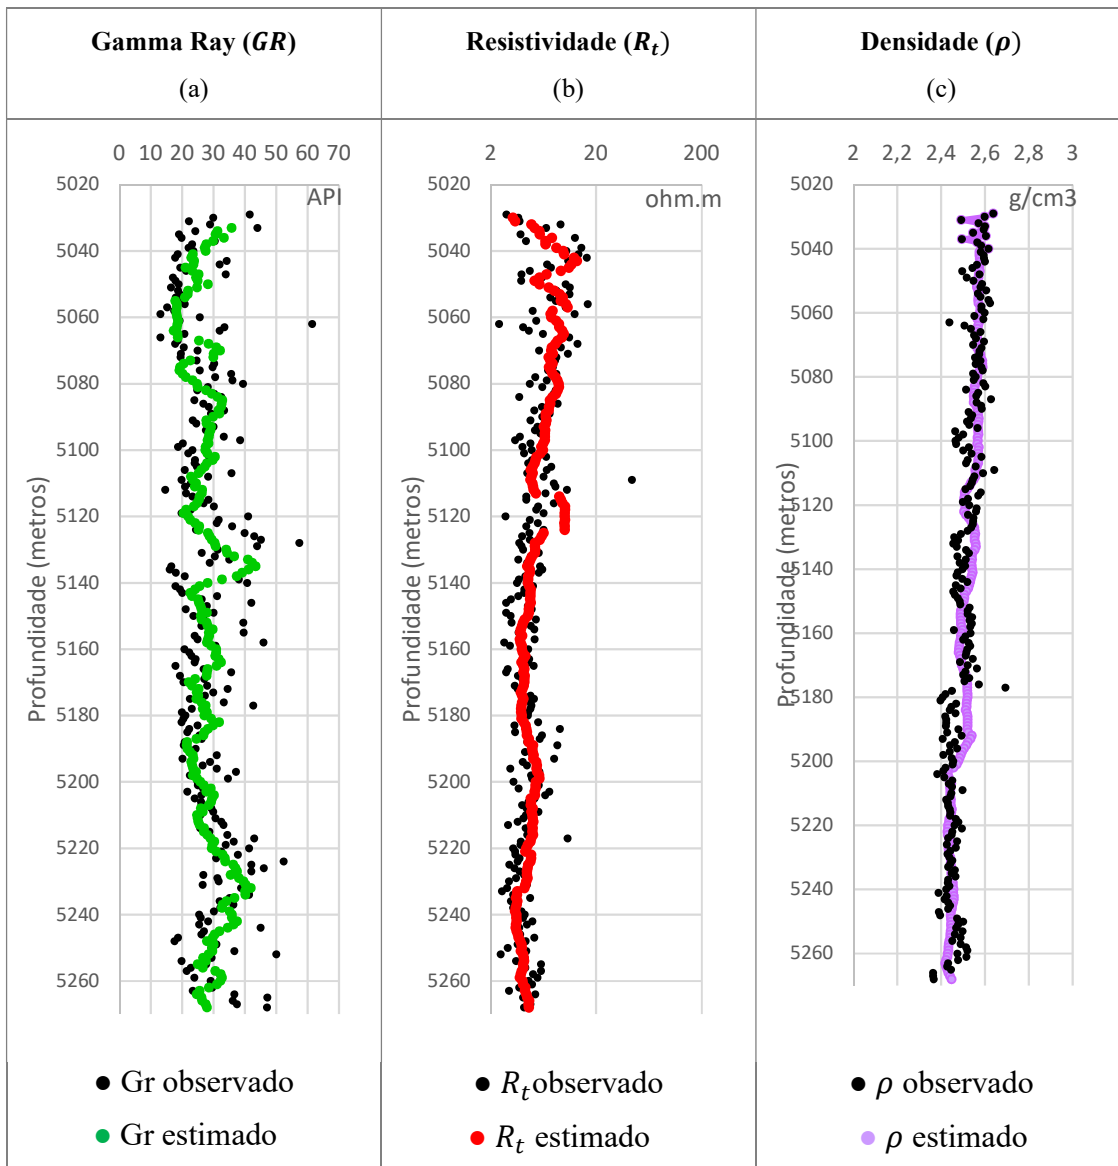 Gamma Ray (GR)
(a)
Resistividade (Rₜ)
(b)
Densidade (ρ)
(c)
0 10 20 30 40 50 60 70
API
5020
5040
5060
5080
5100
5120
5140
5160
5180
5200
5220
5240
5260
Profundidade (metros)
2 20 200
ohm.m
5020
5040
5060
5080
5100
5120
5140
5160
5180
5200
5220
5240
5260
Profundidade (metros)
2 2,2 2,4 2,6 2,8 3
g/cm3
5020
5040
5060
5080
5100
5120
5140
5160
5180
5200
5220
5240
5260
Profundidade (metros)
Gr observado
Gr estimado
Rₜ observado
Rₜ estimado
ρ observado
ρ estimado